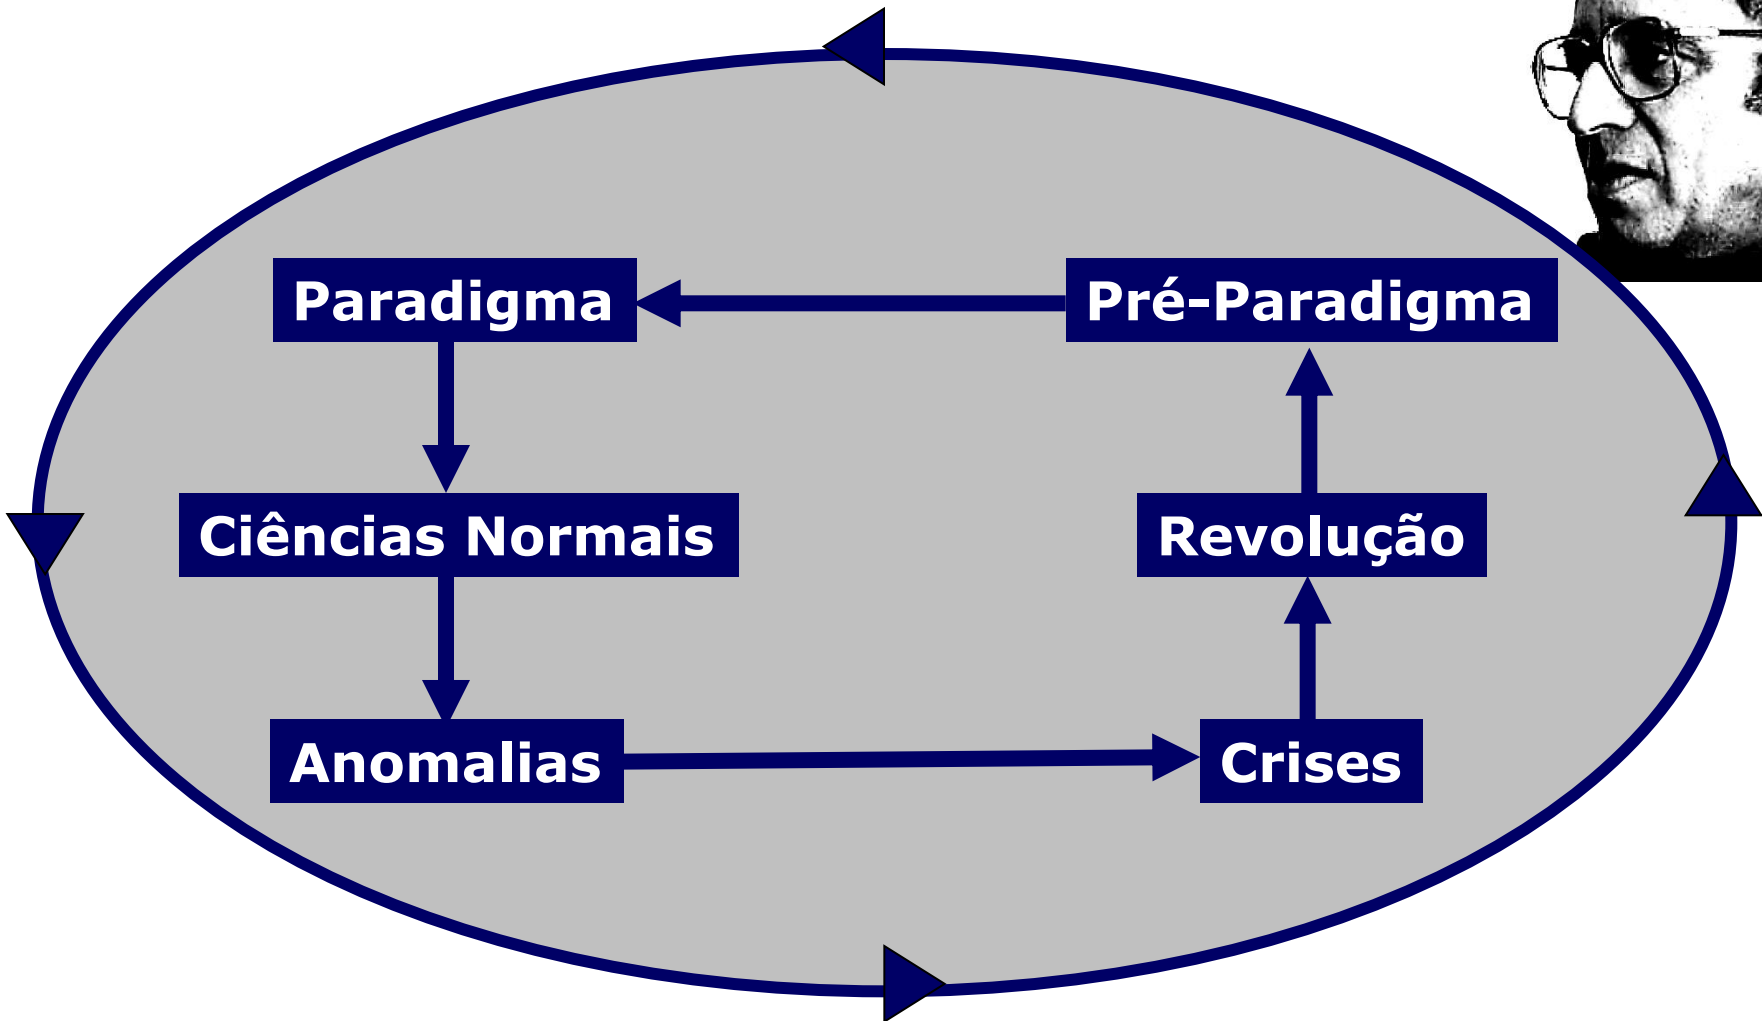 Paradigma
Pré-Paradigma
Ciências Normais
Revolução
Anomalias
Crises